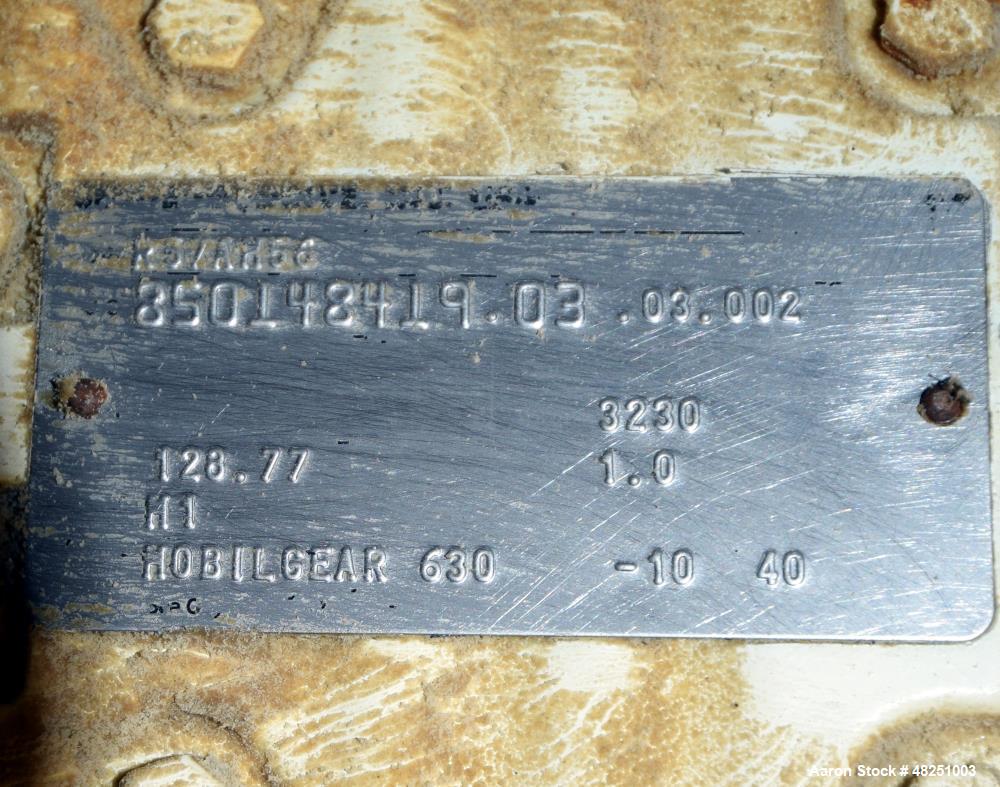 850148419.03.03.002
3230
128.77 1.0
M1
MOBILGEAR 630 -10 40
Aaron Stock # 48251003